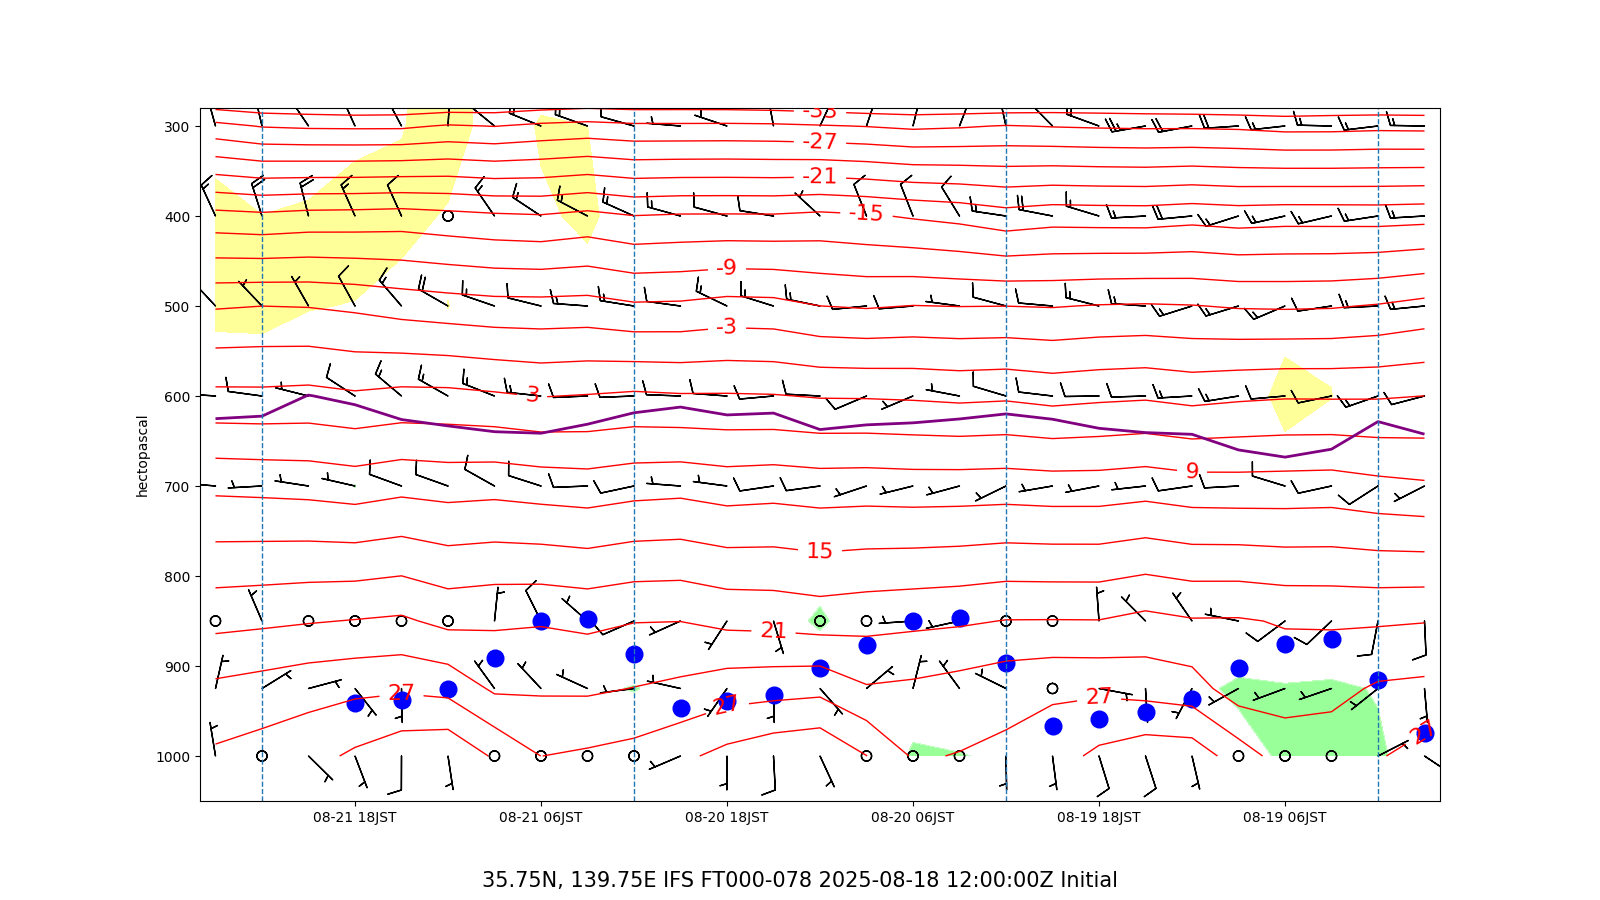 -33
300
-27
-21
400
-15
-9
500
-3
3
600
hectopascal
9
700
15
800
21
900
27
27
27
27
1000
08-21 18JST
08-21 06JST
08-20 18JST
08-20 06JST
08-19 18JST
08-19 06JST
35.75N, 139.75E IFS FT000-078 2025-08-18 12:00:00Z Initial